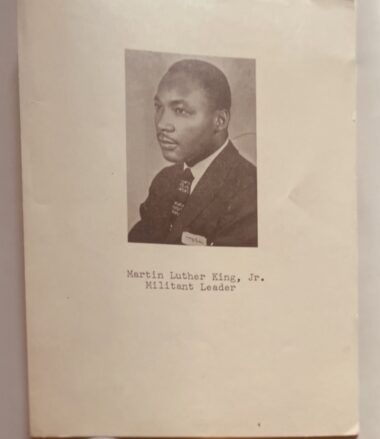 Martin Luther King, Jr.
Militant Leader